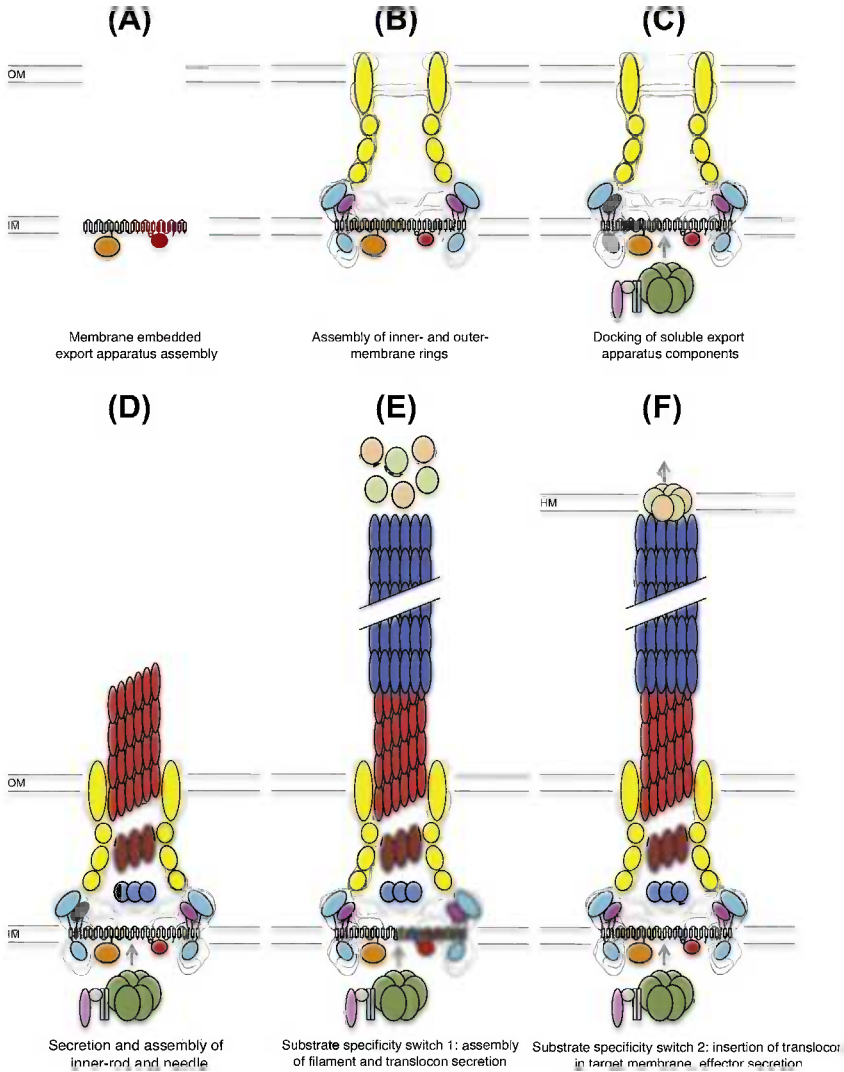 (A)
(B)
(C)
OM
IM
Membrane embedded
export apparatus assembly
Assembly of inner- and outer-
membrane rings
Docking of soluble export
apparatus components
(D)
(E)
(F)
HM
OM
IM
Secretion and assembly of
inner-rod and needle
Substrate specificity switch 1: assembly
of filament and translocon secretion
Substrate specificity switch 2: insertion of translocon
in target membrane, effector secretion